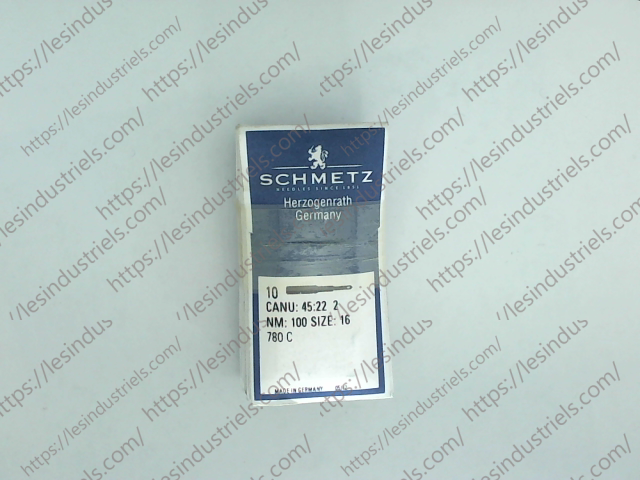 SCHMETZ
NEEDLES SINCE 1851
Herzogenrath
Germany
10
CANU: 45:22 2
NM: 100 SIZE: 16
780 C
MADE IN GERMANY
https://lesindustriels.com/